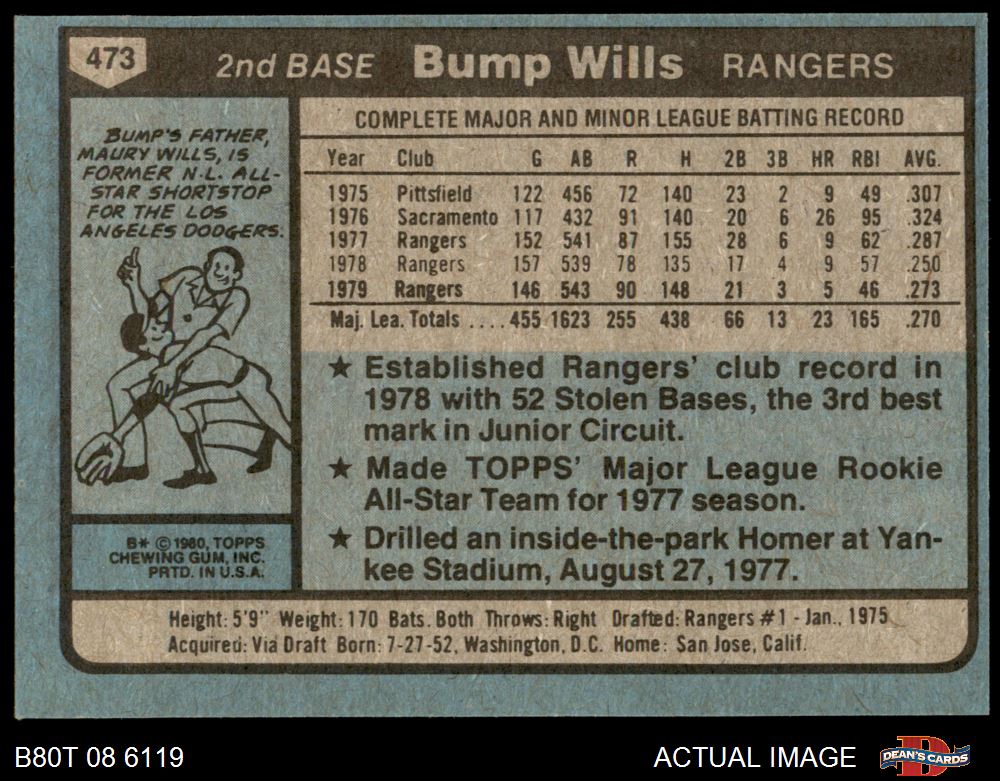 473
2nd BASE Bump Wills RANGERS
BUMP'S FATHER,
MAURY WILLS, IS
FORMER N.L. ALL-
STAR SHORTSTOP
FOR THE LOS
ANGELES DODGERS.
B* © 1980, TOPPS
CHEWING GUM, INC.
PRTD. IN U.S.A.
COMPLETE MAJOR AND MINOR LEAGUE BATTING RECORD
Year Club G AB R H 2B 3B HR RBI AVG.
1975 Pittsfield 122 456 72 140 23 2 9 49 .307
1976 Sacramento 117 432 91 140 20 6 26 95 .324
1977 Rangers 152 541 87 155 28 6 9 62 .287
1978 Rangers 157 539 78 135 17 4 9 57 .250
1979 Rangers 146 543 90 148 21 3 5 46 .273
Maj. Lea. Totals .... 455 1623 255 438 66 13 23 165 .270
★ Established Rangers' club record in
1978 with 52 Stolen Bases, the 3rd best
mark in Junior Circuit.
★ Made TOPPS' Major League Rookie
All-Star Team for 1977 season.
★ Drilled an inside-the-park Homer at Yan-
kee Stadium, August 27, 1977.
Height: 5'9" Weight: 170 Bats. Both Throws: Right Drafted: Rangers #1 - Jan., 1975
Acquired: Via Draft Born: 7-27-52, Washington, D.C. Home: San Jose, Calif.
B80T 08 6119
ACTUAL IMAGE
DEAN'S CARDS